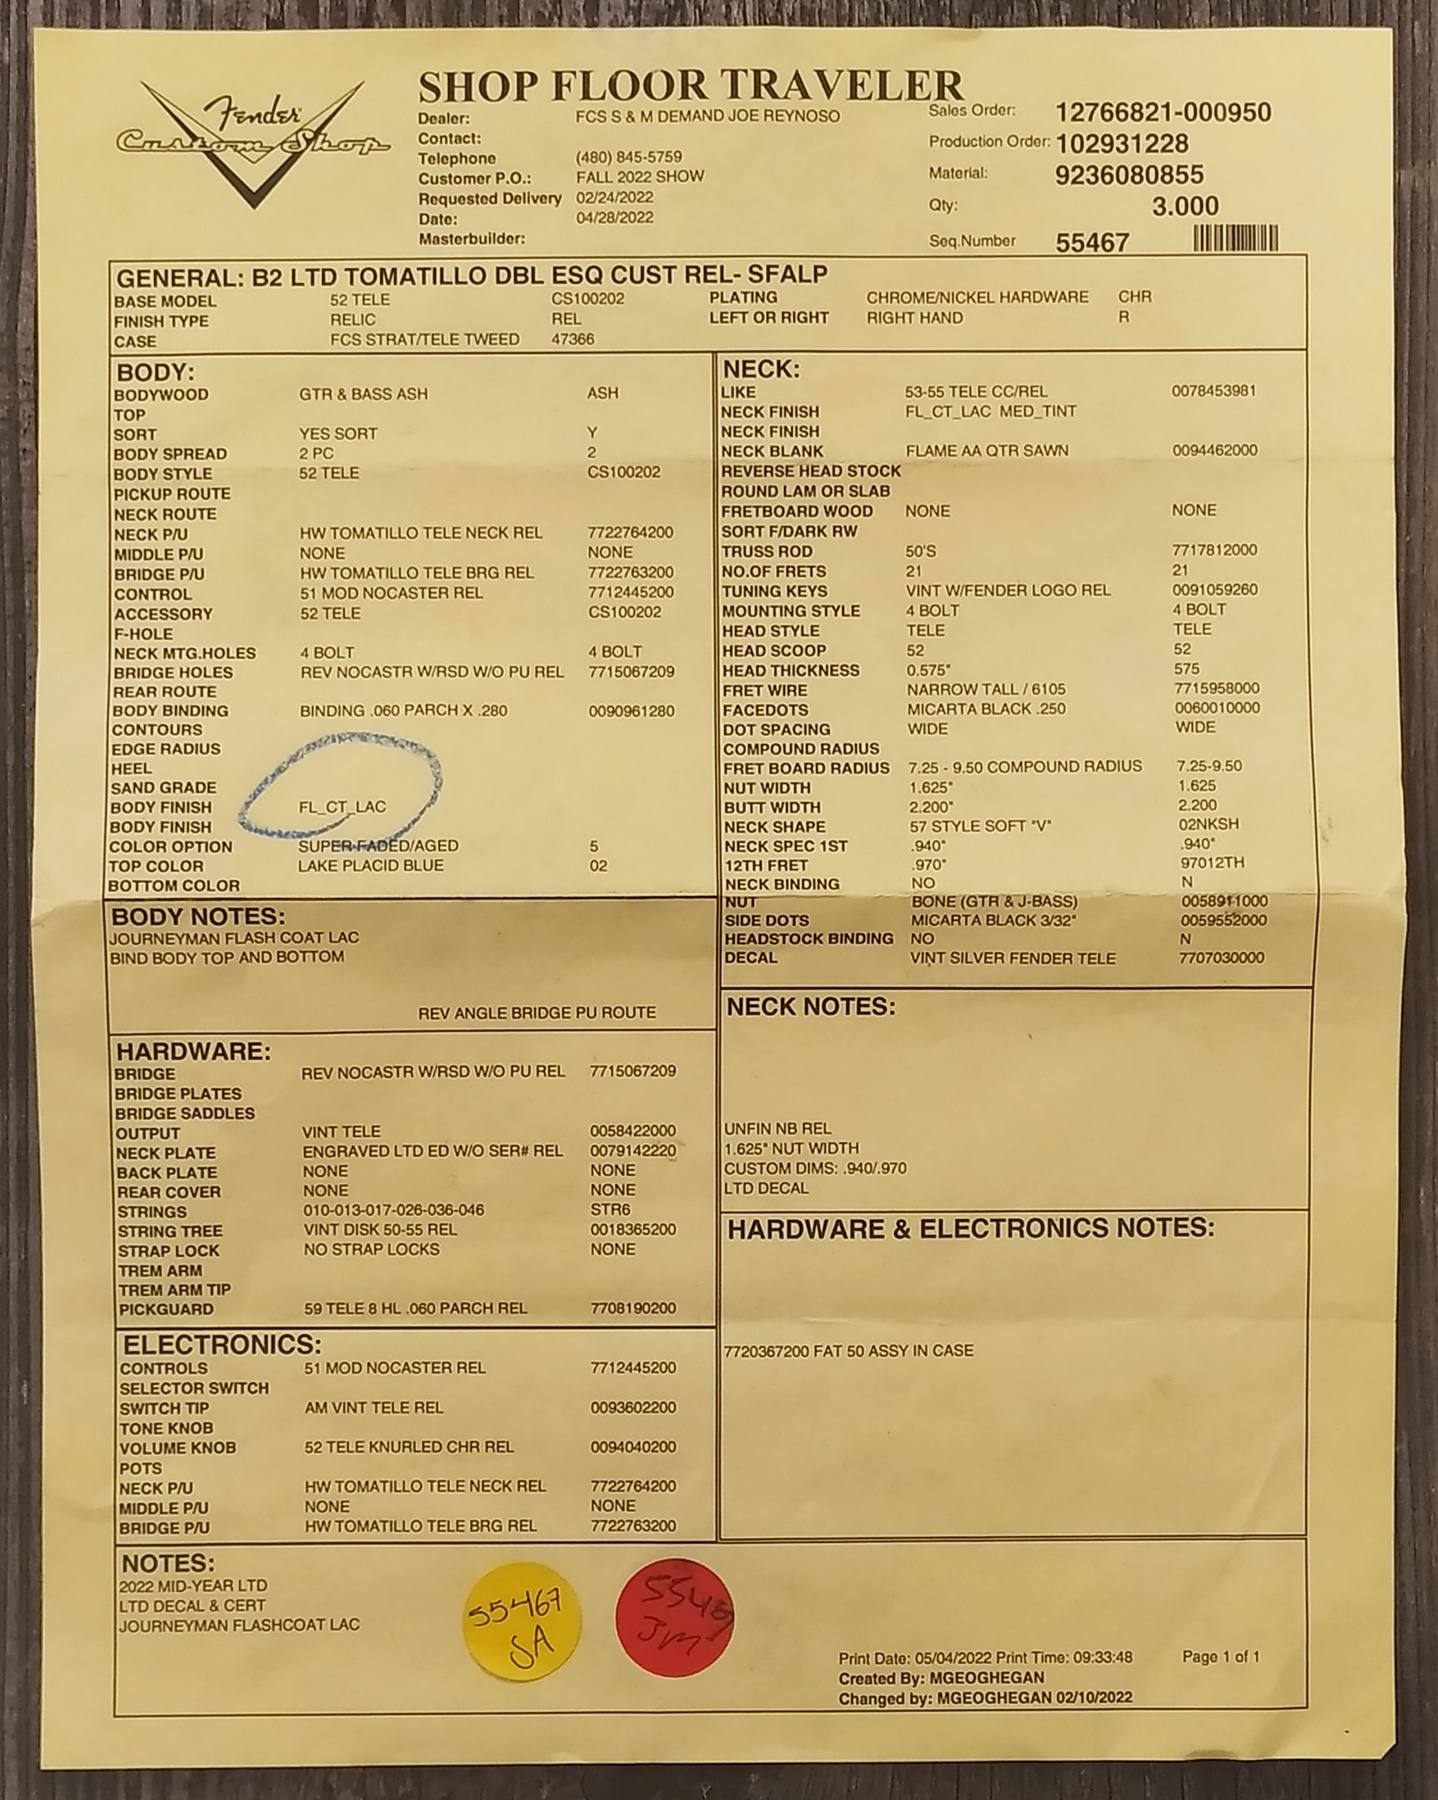 Fender
Custom Shop
SHOP FLOOR TRAVELER
Dealer: FCS S & M DEMAND JOE REYNOSO
Contact:
Telephone (480) 845-5759
Customer P.O.: FALL 2022 SHOW
Requested Delivery 02/24/2022
Date: 04/28/2022
Masterbuilder:
Sales Order: 12766821-000950
Production Order: 102931228
Material: 9236080855
Qty: 3.000
Seq.Number 55467
GENERAL: B2 LTD TOMATILLO DBL ESQ CUST REL- SFALP
BASE MODEL 52 TELE CS100202 PLATING CHROME/NICKEL HARDWARE CHR
FINISH TYPE RELIC REL LEFT OR RIGHT RIGHT HAND R
CASE FCS STRAT/TELE TWEED 47366
BODY:
BODYWOOD GTR & BASS ASH ASH
TOP
SORT YES SORT Y
BODY SPREAD 2 PC 2
BODY STYLE 52 TELE CS100202
PICKUP ROUTE
NECK ROUTE
NECK P/U HW TOMATILLO TELE NECK REL 7722764200
MIDDLE P/U NONE NONE
BRIDGE P/U HW TOMATILLO TELE BRG REL 7722763200
CONTROL 51 MOD NOCASTER REL 7712445200
ACCESSORY 52 TELE CS100202
F-HOLE
NECK MTG.HOLES 4 BOLT 4 BOLT
BRIDGE HOLES REV NOCASTR W/RSD W/O PU REL 7715067209
REAR ROUTE
BODY BINDING BINDING .060 PARCH X .280 0090961280
CONTOURS
EDGE RADIUS
HEEL
SAND GRADE
BODY FINISH FL_CT_LAC
BODY FINISH
COLOR OPTION SUPER FADED/AGED 5
TOP COLOR LAKE PLACID BLUE 02
BOTTOM COLOR
BODY NOTES:
JOURNEYMAN FLASH COAT LAC
BIND BODY TOP AND BOTTOM
REV ANGLE BRIDGE PU ROUTE
HARDWARE:
BRIDGE REV NOCASTR W/RSD W/O PU REL 7715067209
BRIDGE PLATES
BRIDGE SADDLES
OUTPUT VINT TELE 0058422000
NECK PLATE ENGRAVED LTD ED W/O SER# REL 0079142220
BACK PLATE NONE NONE
REAR COVER NONE NONE
STRINGS 010-013-017-026-036-046 STR6
STRING TREE VINT DISK 50-55 REL 0018365200
STRAP LOCK NO STRAP LOCKS NONE
TREM ARM
TREM ARM TIP
PICKGUARD 59 TELE 8 HL .060 PARCH REL 7708190200
ELECTRONICS:
CONTROLS 51 MOD NOCASTER REL 7712445200
SELECTOR SWITCH
SWITCH TIP AM VINT TELE REL 0093602200
TONE KNOB
VOLUME KNOB 52 TELE KNURLED CHR REL 0094040200
POTS
NECK P/U HW TOMATILLO TELE NECK REL 7722764200
MIDDLE P/U NONE NONE
BRIDGE P/U HW TOMATILLO TELE BRG REL 7722763200
NECK:
LIKE 53-55 TELE CC/REL 0078453981
NECK FINISH FL_CT_LAC MED_TINT
NECK FINISH
NECK BLANK FLAME AA QTR SAWN 0094462000
REVERSE HEAD STOCK
ROUND LAM OR SLAB
FRETBOARD WOOD NONE NONE
SORT F/DARK RW
TRUSS ROD 50'S 7717812000
NO.OF FRETS 21 21
TUNING KEYS VINT W/FENDER LOGO REL 0091059260
MOUNTING STYLE 4 BOLT 4 BOLT
HEAD STYLE TELE TELE
HEAD SCOOP 52 52
HEAD THICKNESS 0.575" 575
FRET WIRE NARROW TALL / 6105 7715958000
FACEDOTS MICARTA BLACK .250 0060010000
DOT SPACING WIDE WIDE
COMPOUND RADIUS
FRET BOARD RADIUS 7.25 - 9.50 COMPOUND RADIUS 7.25-9.50
NUT WIDTH 1.625" 1.625
BUTT WIDTH 2.200" 2.200
NECK SHAPE 57 STYLE SOFT "V" 02NKSH
NECK SPEC 1ST .940" .940"
12TH FRET .970" 97012TH
NECK BINDING NO N
NUT BONE (GTR & J-BASS) 0058911000
SIDE DOTS MICARTA BLACK 3/32" 0059552000
HEADSTOCK BINDING NO N
DECAL VINT SILVER FENDER TELE 7707030000
NECK NOTES:
UNFIN NB REL
1.625" NUT WIDTH
CUSTOM DIMS: .940/.970
LTD DECAL
HARDWARE & ELECTRONICS NOTES:
7720367200 FAT 50 ASSY IN CASE
NOTES:
2022 MID-YEAR LTD
LTD DECAL & CERT
JOURNEYMAN FLASHCOAT LAC
55467
SA
55467
JM
Print Date: 05/04/2022 Print Time: 09:33:48 Page 1 of 1
Created By: MGEOGHEGAN
Changed by: MGEOGHEGAN 02/10/2022